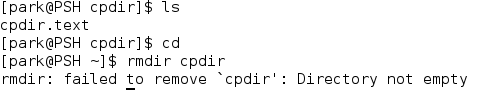 [park@PSH cpdir]$ ls
cpdir.text
[park@PSH cpdir]$ cd
[park@PSH ~]$ rmdir cpdir
rmdir: failed to remove `cpdir': Directory not empty